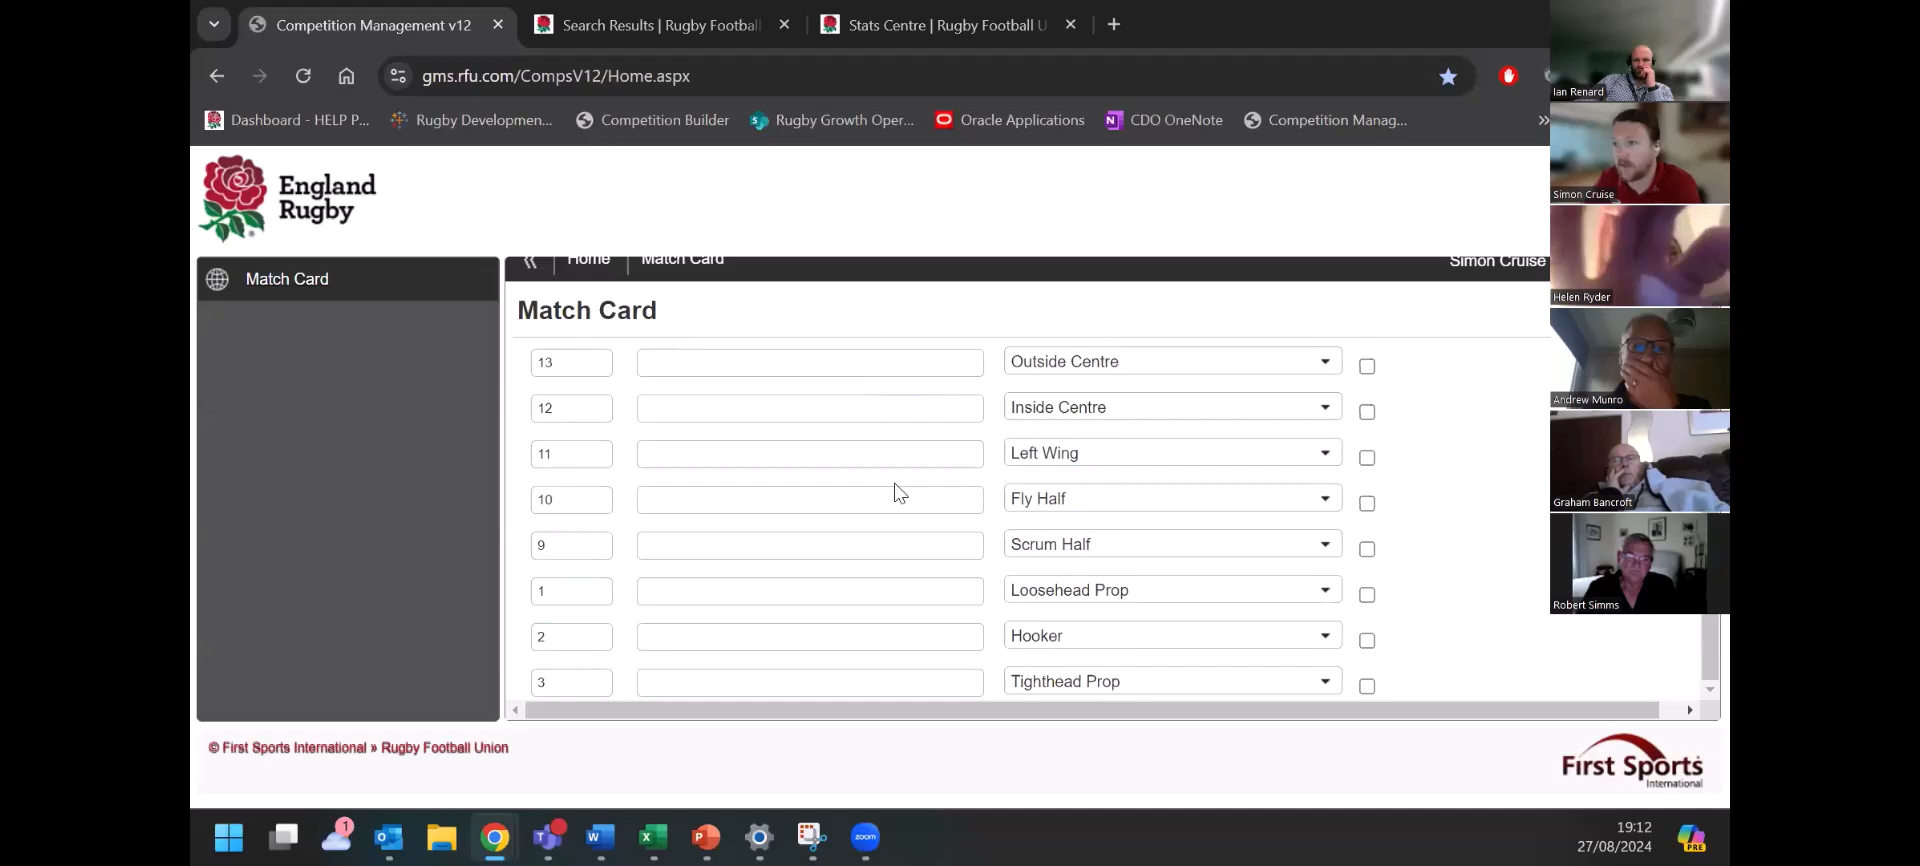 Competition Management v12
Search Results | Rugby Football
Stats Centre | Rugby Football U
gms.rfu.com/CompsV12/Home.aspx
Dashboard - HELP P...
Rugby Developmen...
Competition Builder
Rugby Growth Oper...
Oracle Applications
CDO OneNote
Competition Manag...
England
Rugby
Match Card
Home
Match Card
Simon Cruise
Match Card
13
Outside Centre
12
Inside Centre
11
Left Wing
10
Fly Half
9
Scrum Half
1
Loosehead Prop
2
Hooker
3
Tighthead Prop
© First Sports International » Rugby Football Union
First Sports
International
Ian Renard
Simon Cruise
Helen Ryder
Andrew Munro
Graham Bancroft
Robert Simms
1
zoom
19:12
27/08/2024
PRE